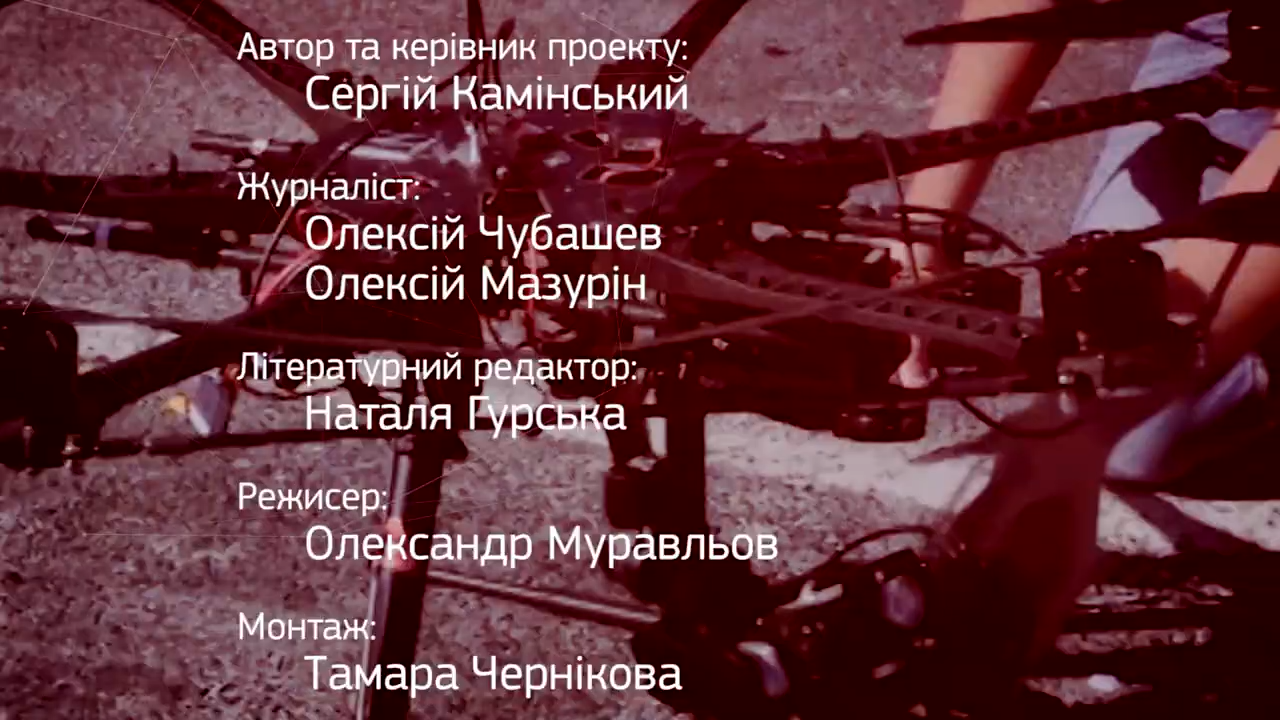 Автор та керівник проекту:
Сергій Камінський
Журналіст:
Олексій Чубашев
Олексій Мазурін
Літературний редактор:
Наталя Гурська
Режисер:
Олександр Муравльов
Монтаж:
Тамара Чернікова